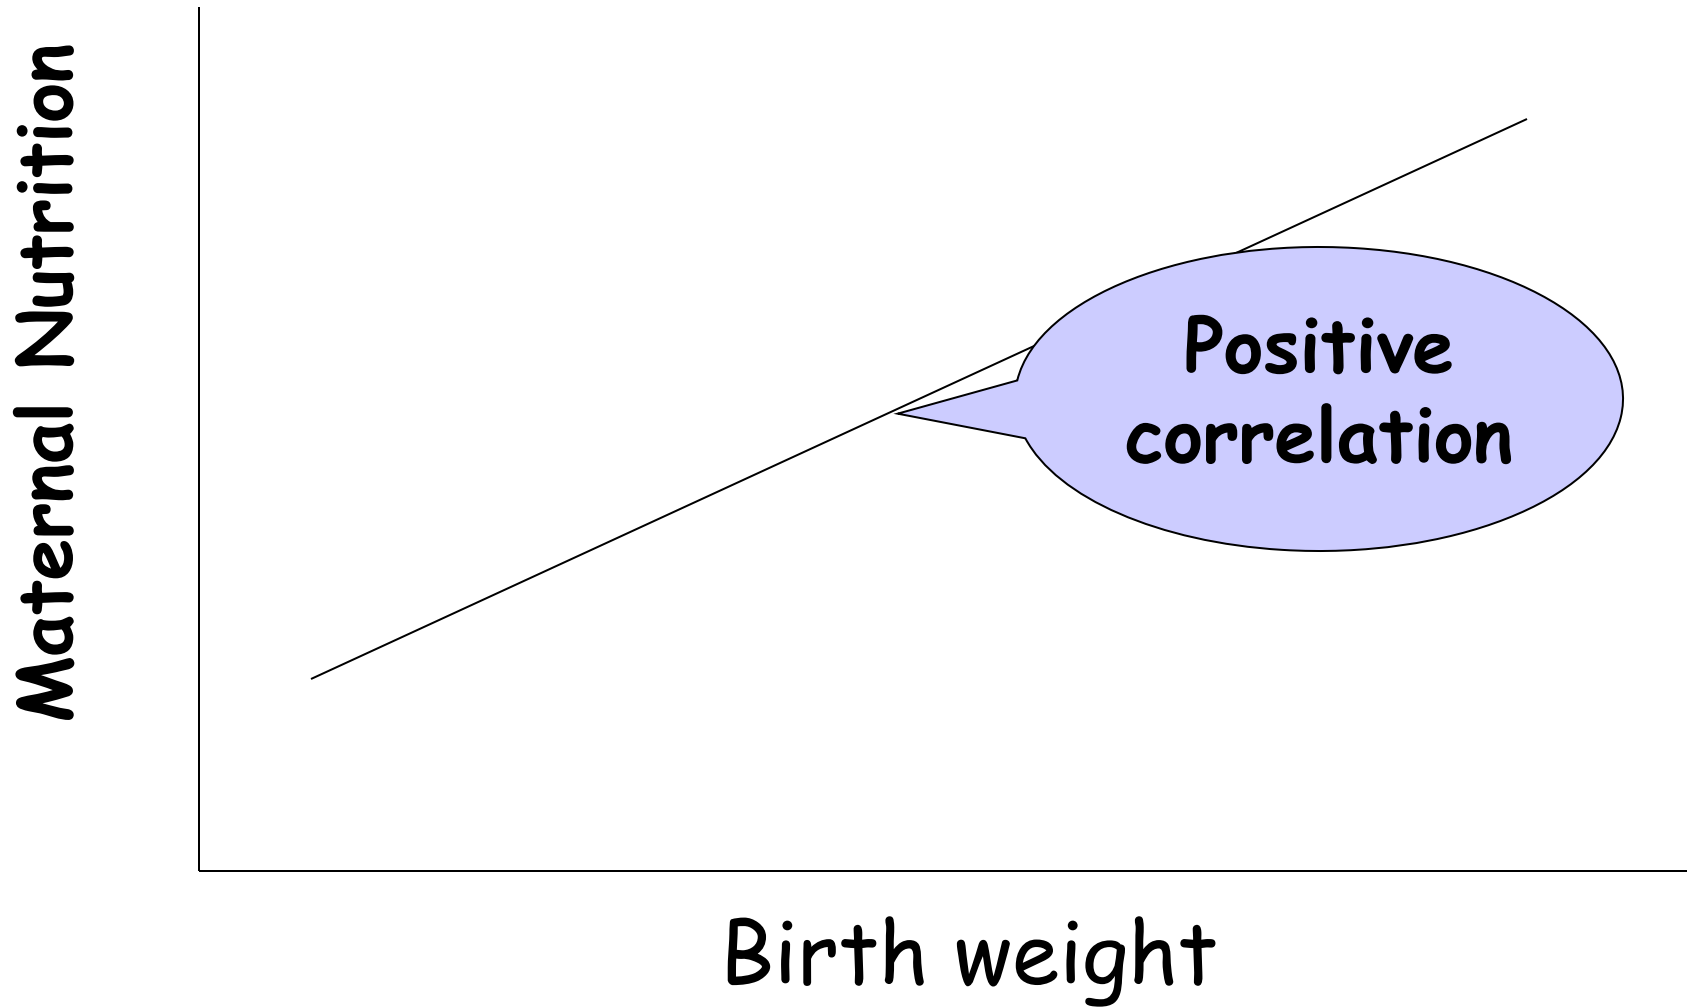 Maternal Nutrition
Positive
correlation
Birth weight